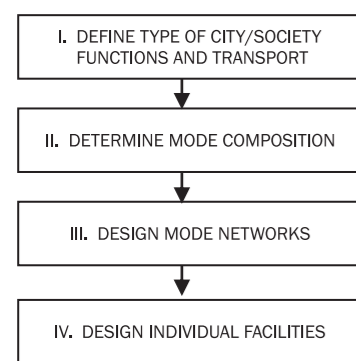 I. DEFINE TYPE OF CITY/SOCIETY
FUNCTIONS AND TRANSPORT
II. DETERMINE MODE COMPOSITION
III. DESIGN MODE NETWORKS
IV. DESIGN INDIVIDUAL FACILITIES